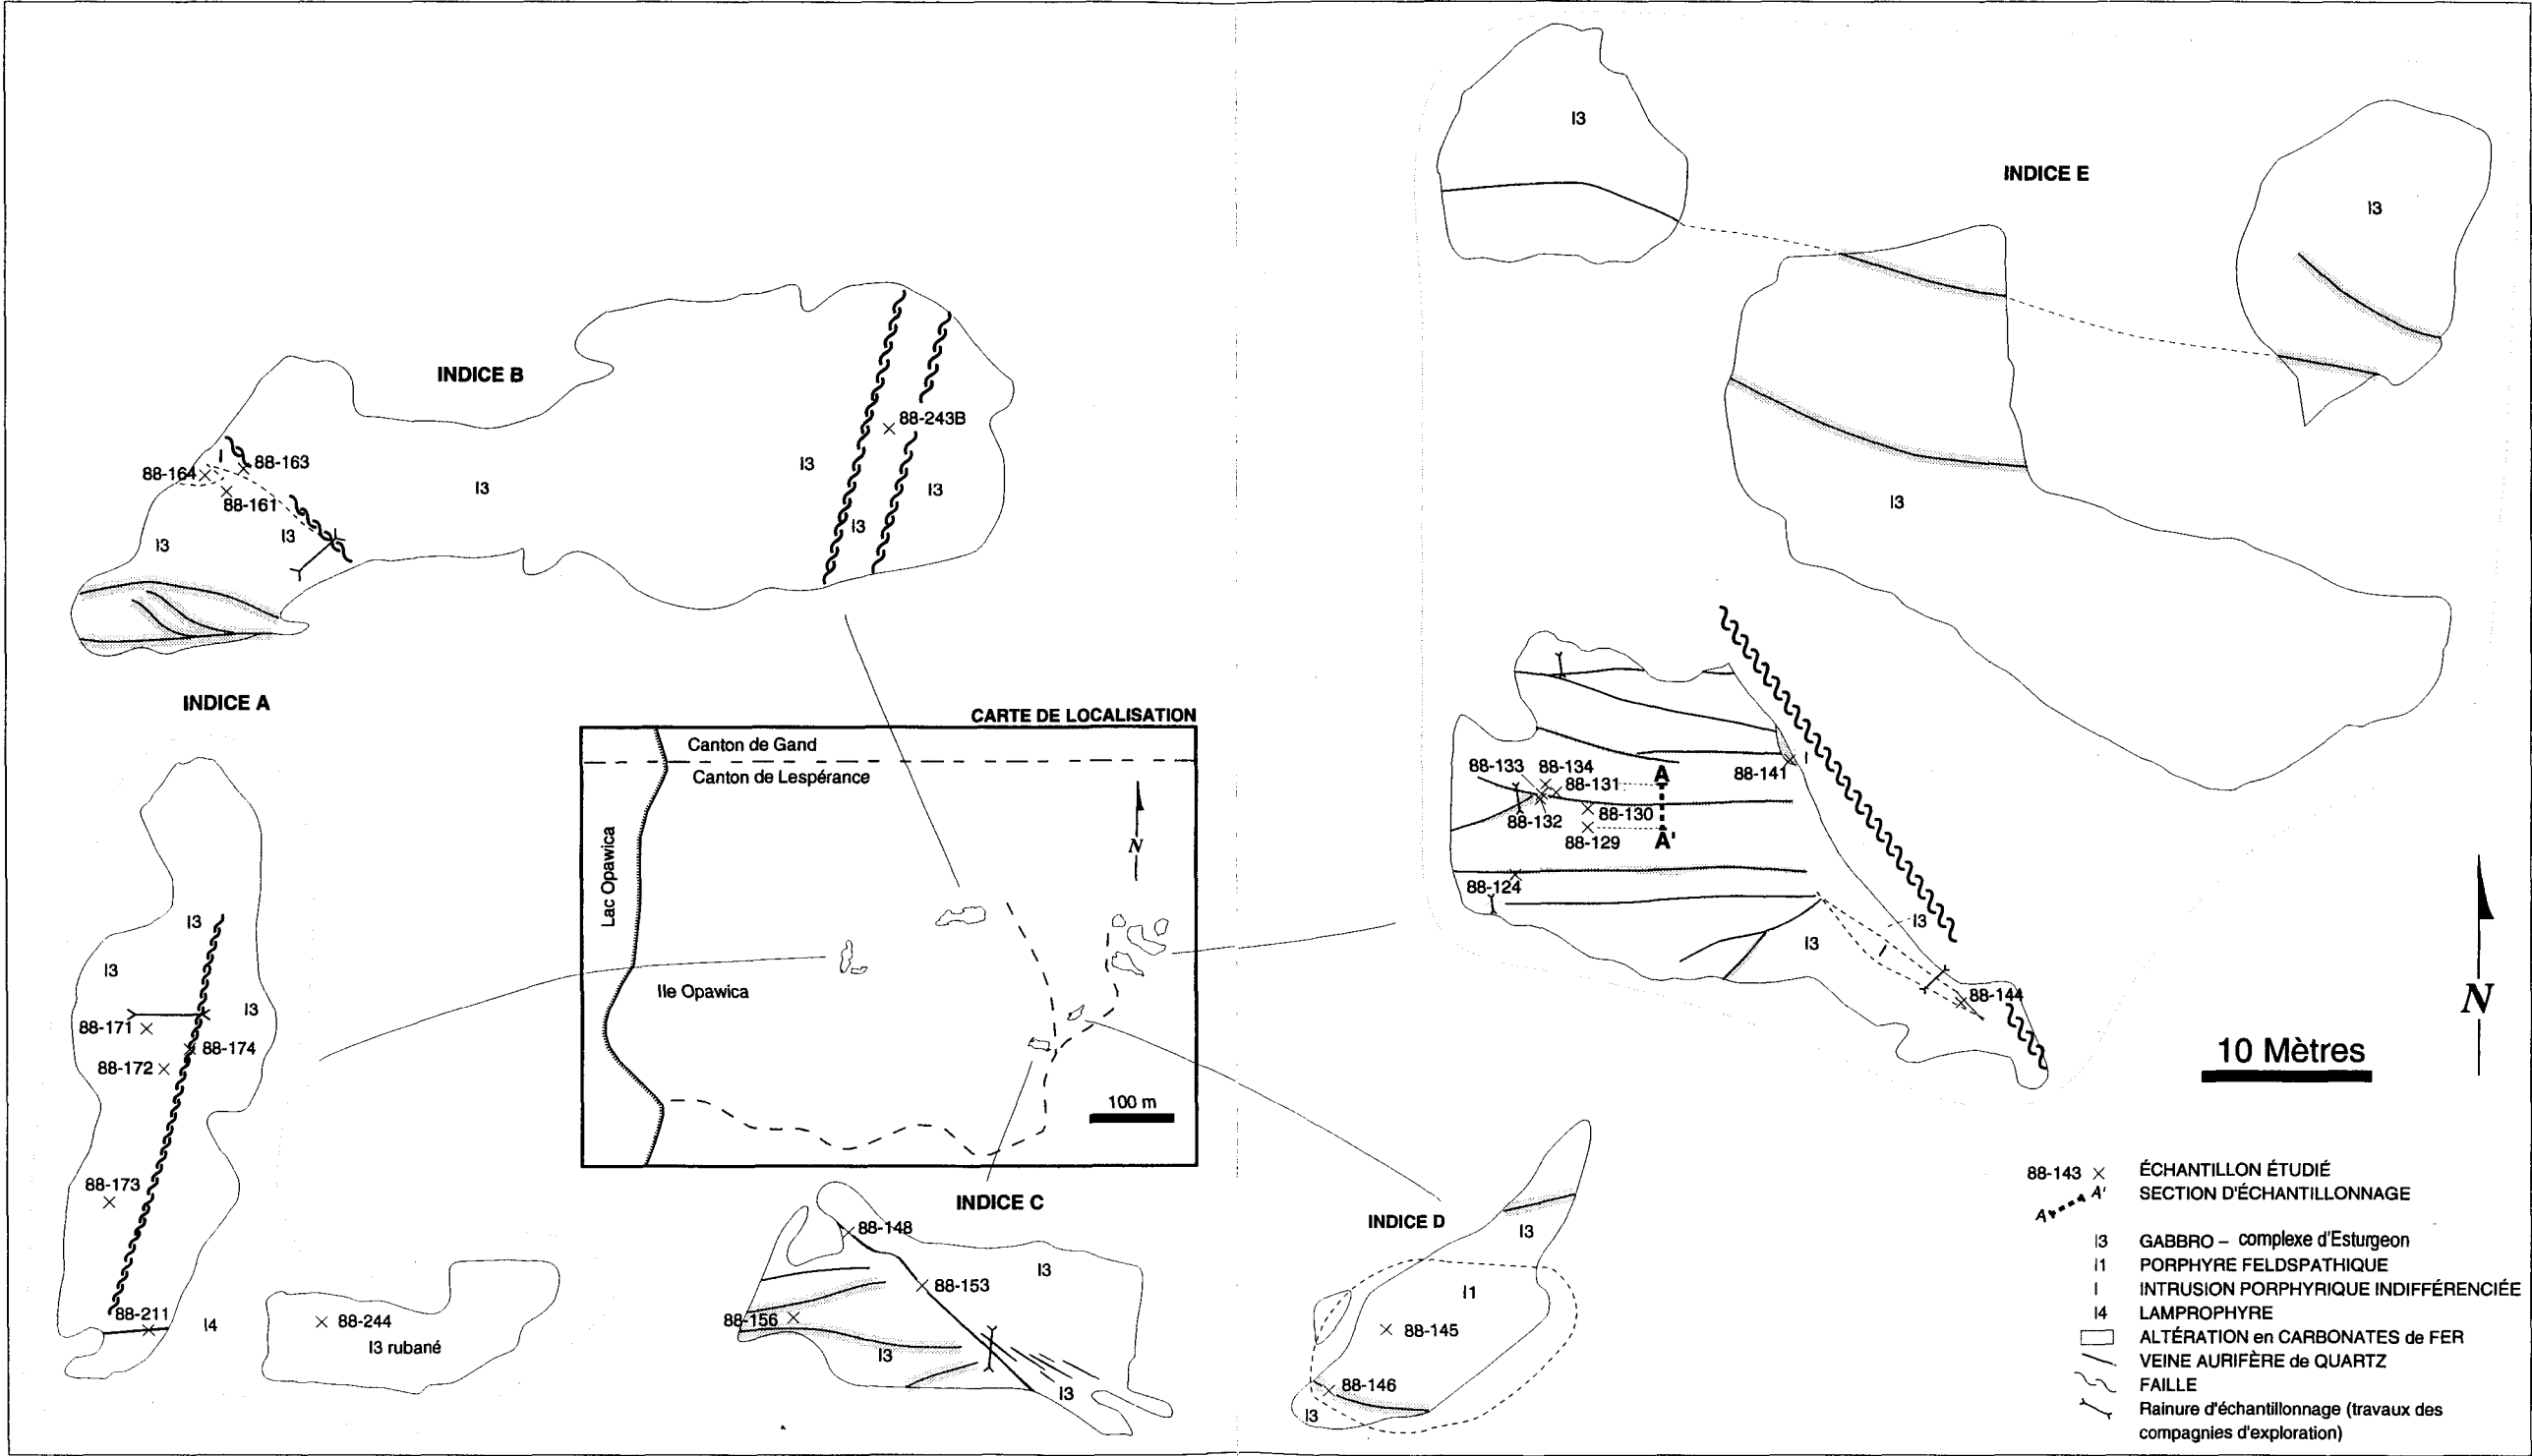 I3
INDICE E
I3
INDICE B
88-243B
I
88-163
88-164
I3
I3
I3
88-161
I3
I3
I3
I3
I3
INDICE A
CARTE DE LOCALISATION
Canton de Gand
Canton de Lespérance
Lac Opawica
N
Ile Opawica
100 m
88-133
88-134
88-131
A
88-141
I
88-132
88-130
88-129
A'
88-124
I3
I3
I
88-144
N
10 Mètres
I3
I3
I3
88-171
88-174
88-172
88-173
88-211
I4
88-244
I3 rubané
INDICE C
88-148
I3
88-153
88-156
I3
I3
INDICE D
I3
I1
88-145
88-146
I3
88-143 ÉCHANTILLON ÉTUDIÉ
A A' SECTION D'ÉCHANTILLONNAGE
I3 GABBRO – complexe d'Esturgeon
I1 PORPHYRE FELDSPATHIQUE
I INTRUSION PORPHYRIQUE INDIFFÉRENCIÉE
I4 LAMPROPHYRE
ALTÉRATION en CARBONATES de FER
VEINE AURIFÈRE de QUARTZ
FAILLE
Rainure d'échantillonnage (travaux des
compagnies d'exploration)